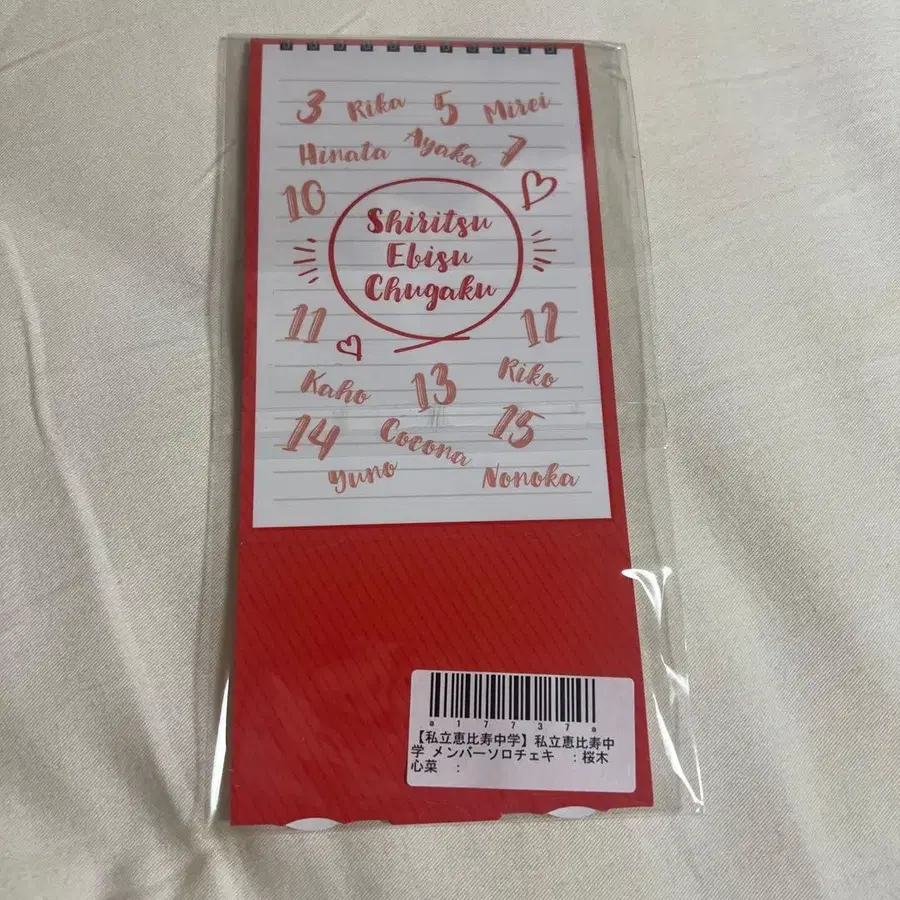 3 Rika 5 Mirei
Hinata Ayaka 7
10
Shiritsu
Ebisu
Chugaku
11 12
Kaho 13 Riko
14 Cocona 15
Yuno Nonoka
a17737a
【私立恵比寿中学】私立恵比寿中
学 メンバーソロチェキ :桜木
心菜 :